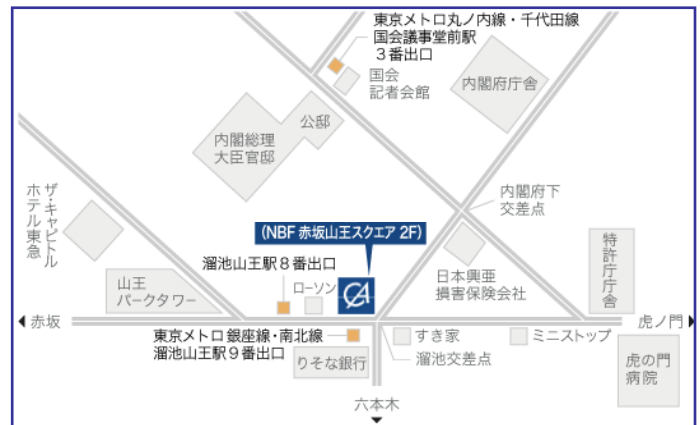 東京メトロ丸ノ内線・千代田線
国会議事堂前駅
３番出口
国会
記者会館
内閣府庁舎
公邸
内閣総理
大臣官邸
ザ・キャピトル
ホテル東急
内閣府下
交差点
(NBF 赤坂山王スクエア 2F)
特許庁庁舎
溜池山王駅８番出口
ローソン
CA
日本興亜
損害保険会社
山王
パークタワー
◀赤坂
虎ノ門▶
東京メトロ銀座線・南北線
溜池山王駅９番出口
すき家
ミニストップ
溜池交差点
りそな銀行
虎の門
病院
六本木
▼